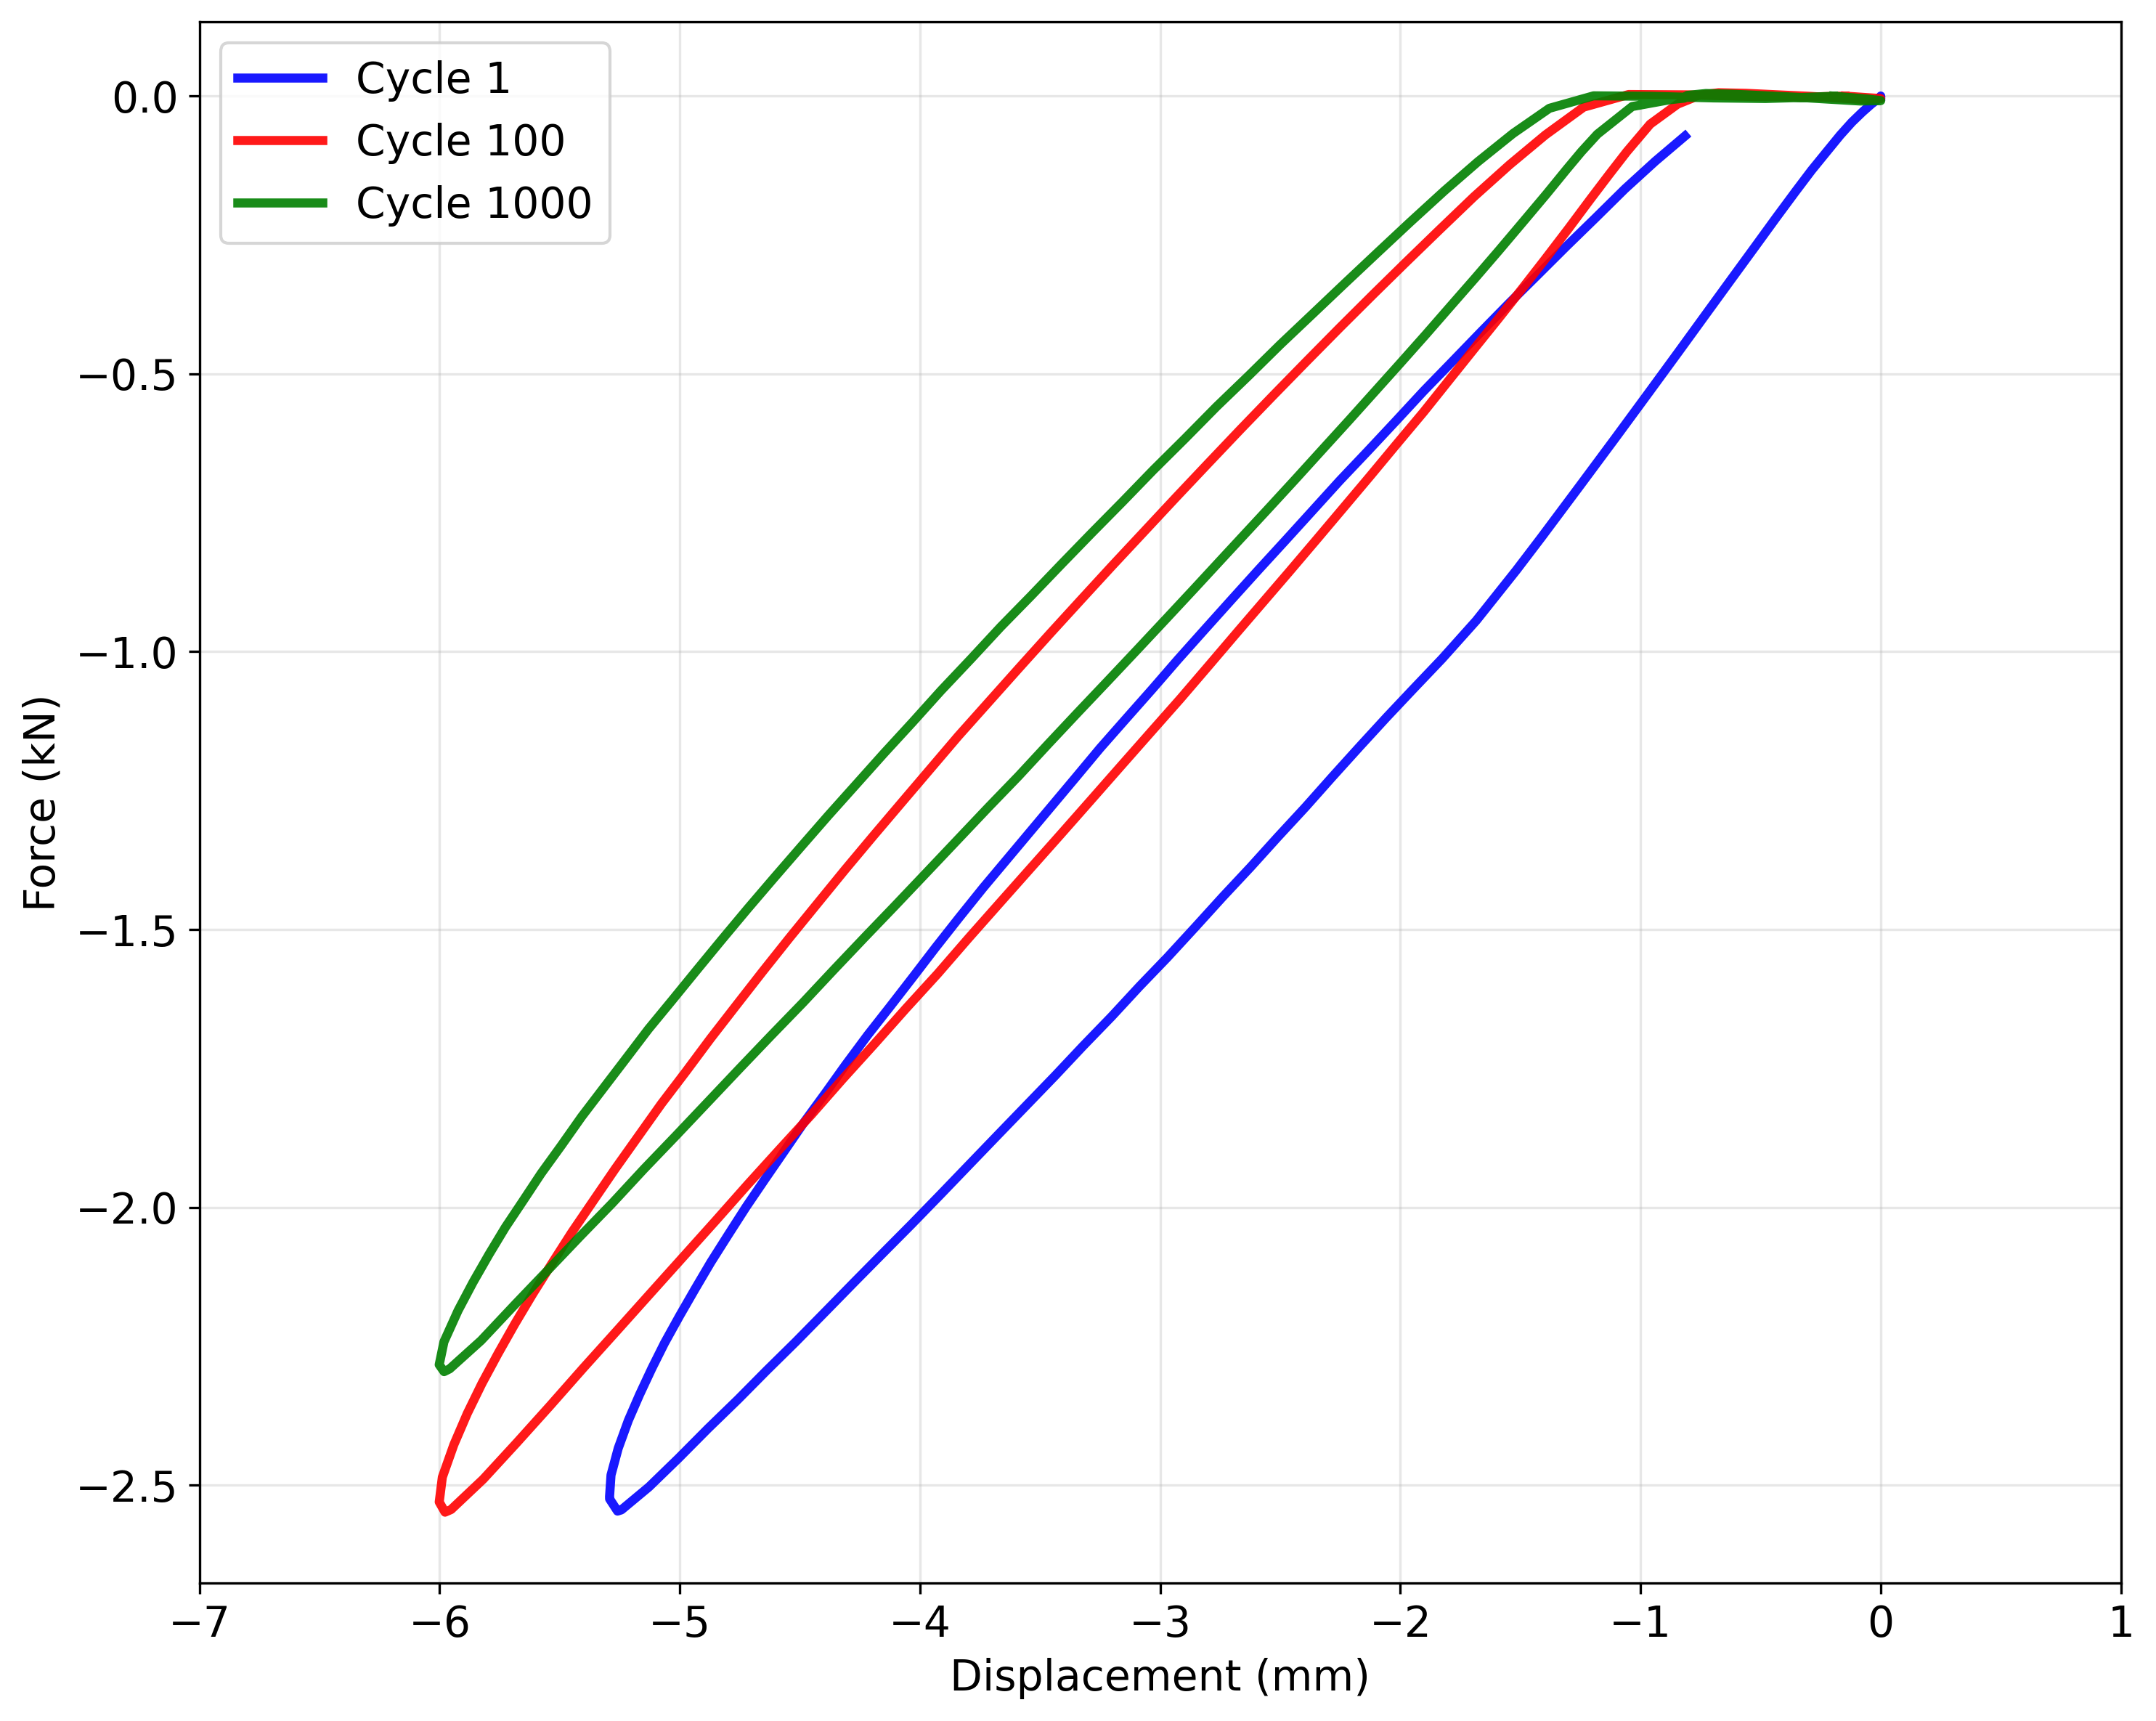 Cycle 1
Cycle 100
Cycle 1000
0.0
−0.5
−1.0
−1.5
−2.0
−2.5
Force (kN)
−7 −6 −5 −4 −3 −2 −1 0 1
Displacement (mm)